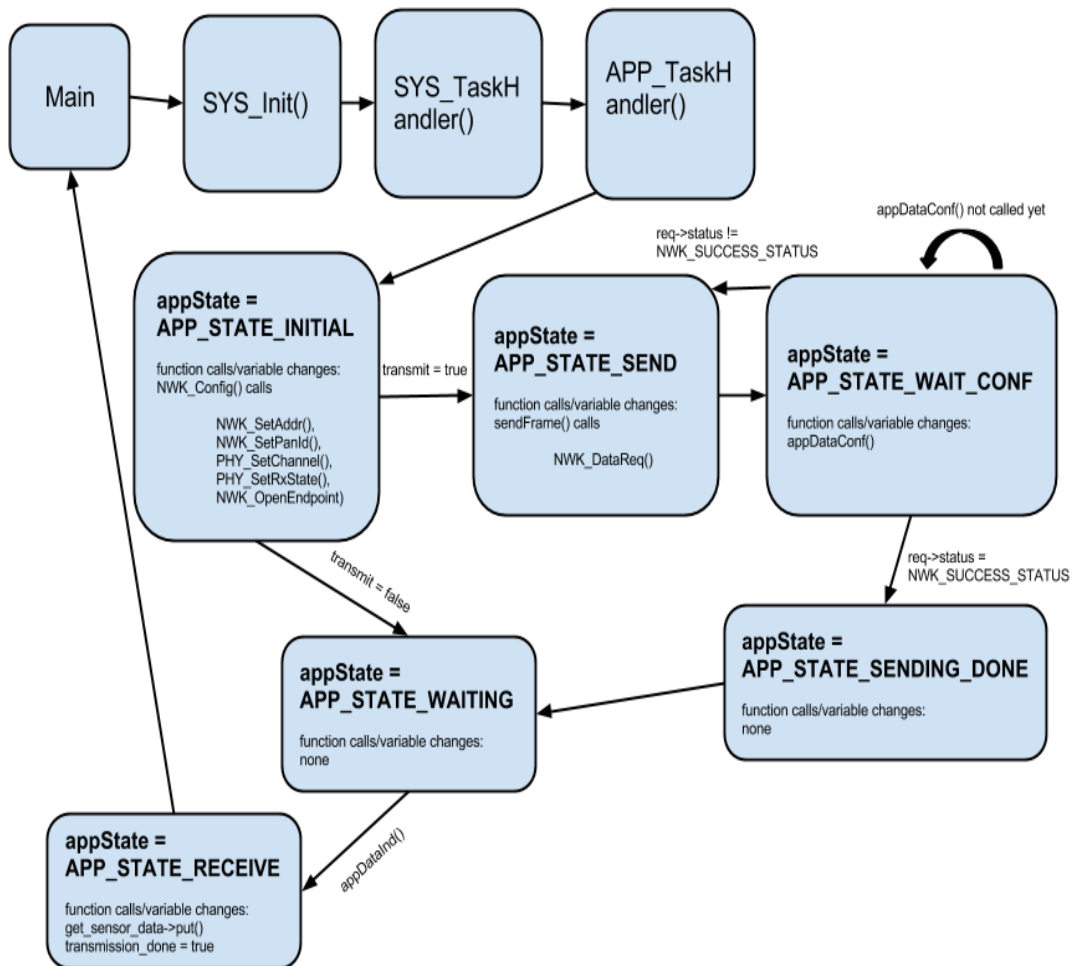 Main
SYS_Init()
SYS_TaskH
andler()
APP_TaskH
andler()
appDataConf() not called yet
req->status !=
NWK_SUCCESS_STATUS
appState =
APP_STATE_INITIAL
function calls/variable changes:
NWK_Config() calls
NWK_SetAddr(),
NWK_SetPanId(),
PHY_SetChannel(),
PHY_SetRxState(),
NWK_OpenEndpoint)
transmit = true
appState =
APP_STATE_SEND
function calls/variable changes:
sendFrame() calls
NWK_DataReq()
appState =
APP_STATE_WAIT_CONF
function calls/variable changes:
appDataConf()
transmit = false
req->status =
NWK_SUCCESS_STATUS
appState =
APP_STATE_SENDING_DONE
function calls/variable changes:
none
appState =
APP_STATE_WAITING
function calls/variable changes:
none
appDataInd()
appState =
APP_STATE_RECEIVE
function calls/variable changes:
get_sensor_data->put()
transmission_done = true